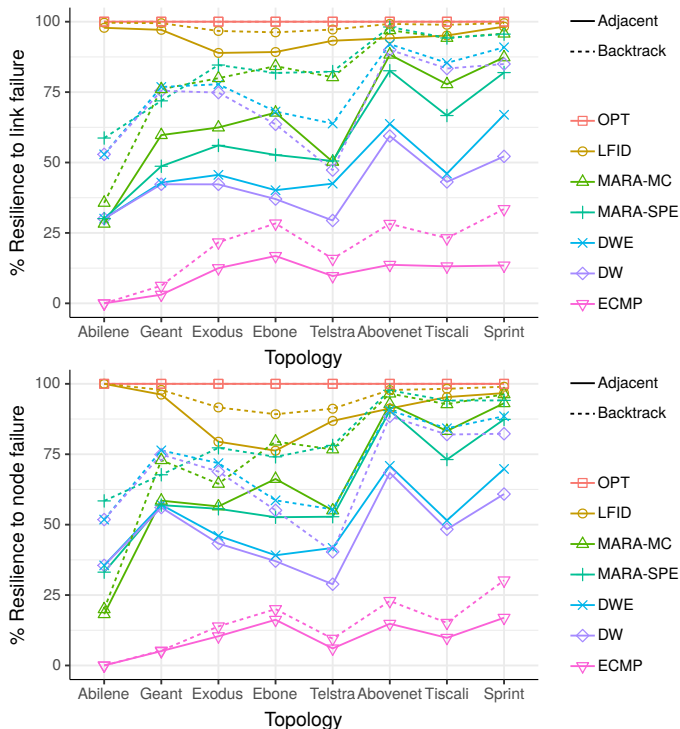 % Resilience to link failure
100
75
50
25
0
Abilene Geant Exodus Ebone Telstra Abovenet Tiscali Sprint
Topology
Adjacent
Backtrack
OPT
LFID
MARA-MC
MARA-SPE
DWE
DW
ECMP
% Resilience to node failure
100
75
50
25
0
Abilene Geant Exodus Ebone Telstra Abovenet Tiscali Sprint
Topology
Adjacent
Backtrack
OPT
LFID
MARA-MC
MARA-SPE
DWE
DW
ECMP